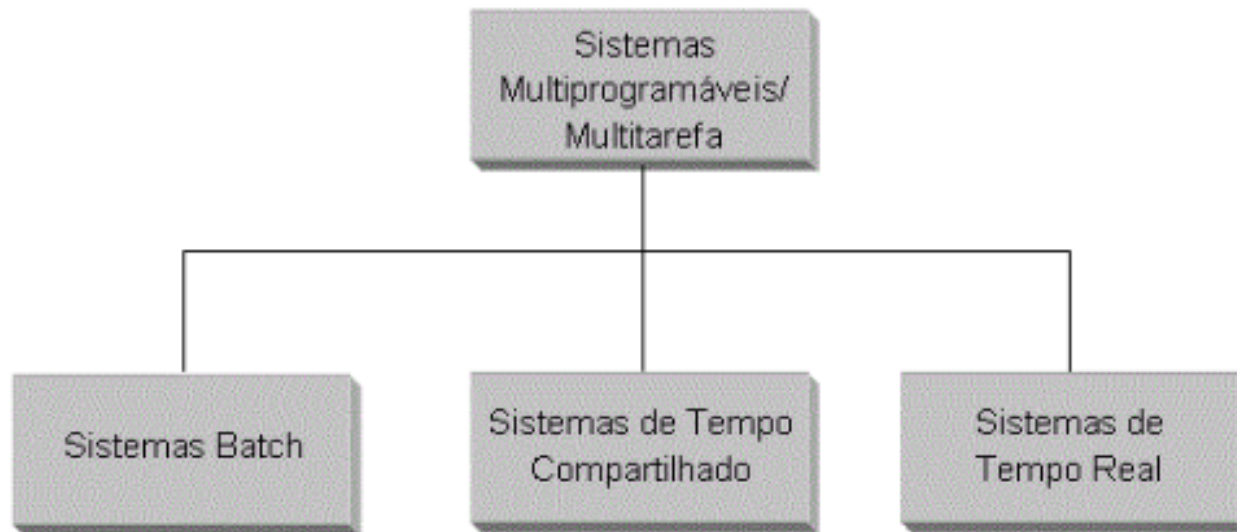 Sistemas
Multiprogramáveis/
Multitarefa
Sistemas Batch
Sistemas de Tempo
Compartilhado
Sistemas de
Tempo Real